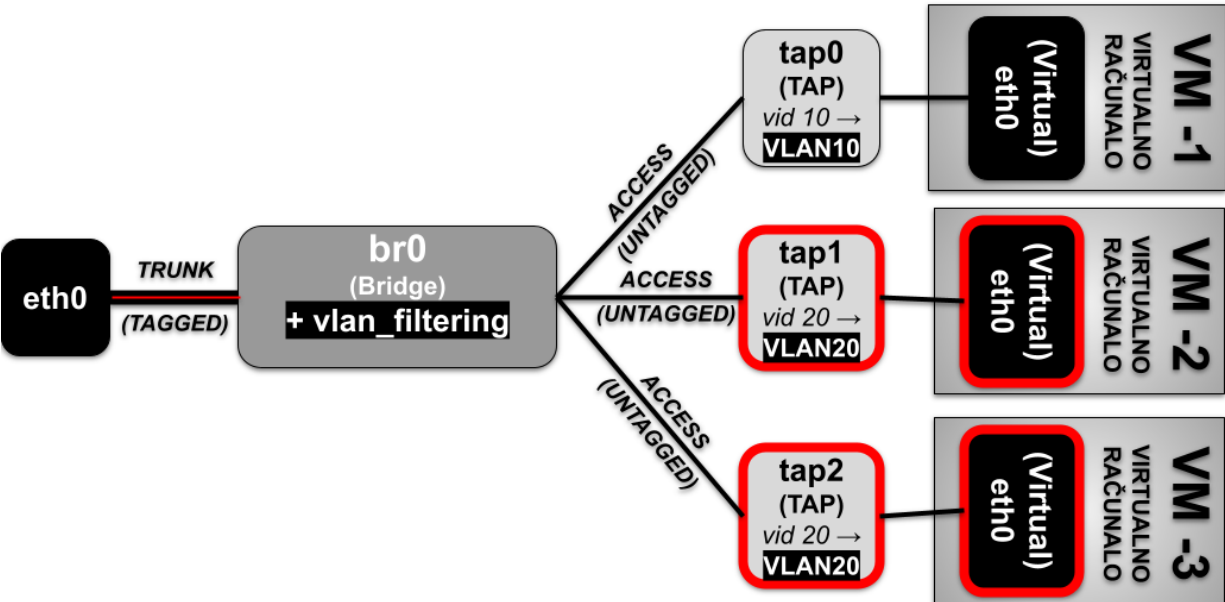 eth0
TRUNK
(TAGGED)
br0
(Bridge)
+ vlan_filtering
ACCESS
(UNTAGGED)
tap0
(TAP)
vid 10 →
VLAN10
(Virtual)
eth0
VM -1
VIRTUALNO
RAČUNALO
ACCESS
(UNTAGGED)
tap1
(TAP)
vid 20 →
VLAN20
(Virtual)
eth0
VM -2
VIRTUALNO
RAČUNALO
ACCESS
(UNTAGGED)
tap2
(TAP)
vid 20 →
VLAN20
(Virtual)
eth0
VM -3
VIRTUALNO
RAČUNALO